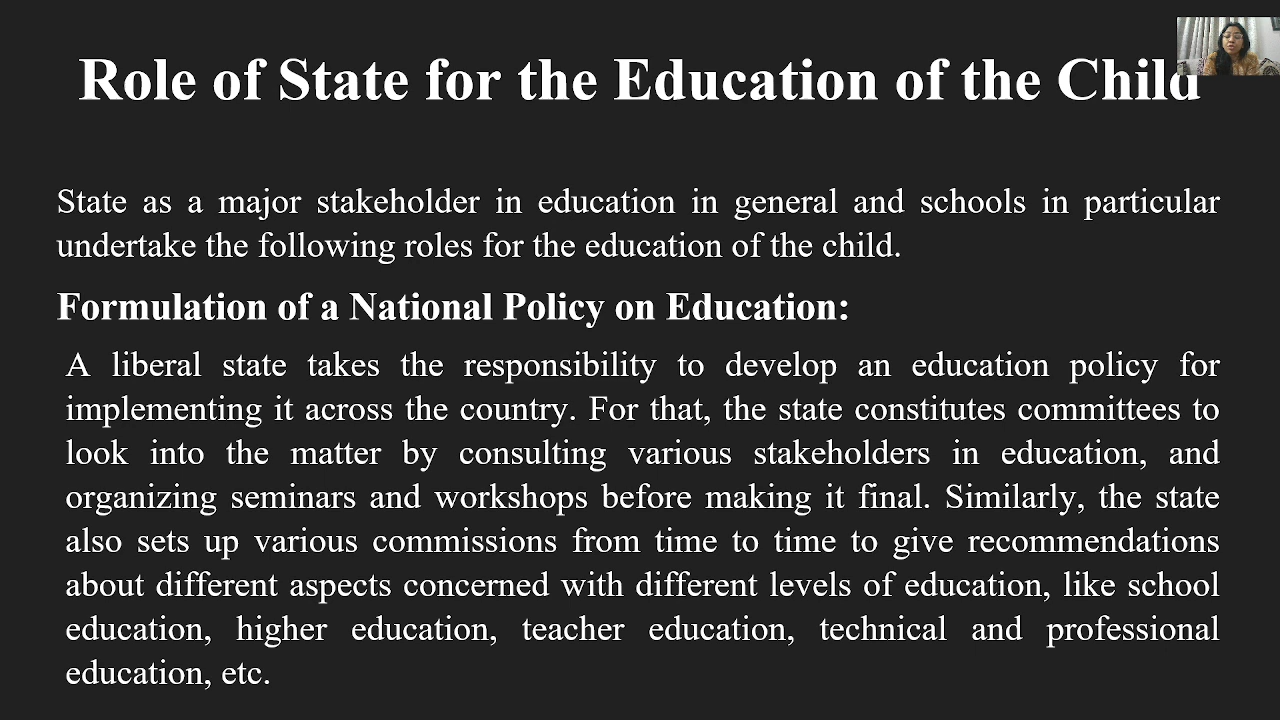 Role of State for the Education of the Child
State as a major stakeholder in education in general and schools in particular
undertake the following roles for the education of the child.
Formulation of a National Policy on Education:
A liberal state takes the responsibility to develop an education policy for
implementing it across the country. For that, the state constitutes committees to
look into the matter by consulting various stakeholders in education, and
organizing seminars and workshops before making it final. Similarly, the state
also sets up various commissions from time to time to give recommendations
about different aspects concerned with different levels of education, like school
education, higher education, teacher education, technical and professional
education, etc.